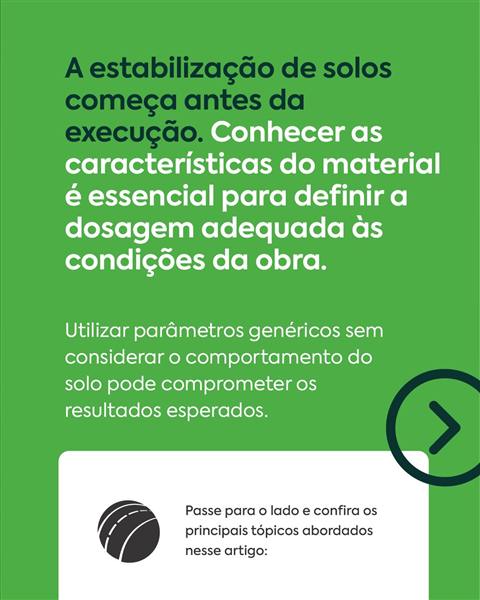 A estabilização de solos
começa antes da
execução. Conhecer as
características do material
é essencial para definir a
dosagem adequada às
condições da obra.
Utilizar parâmetros genéricos sem
considerar o comportamento do
solo pode comprometer os
resultados esperados.
Passe para o lado e confira os
principais tópicos abordados
nesse artigo: